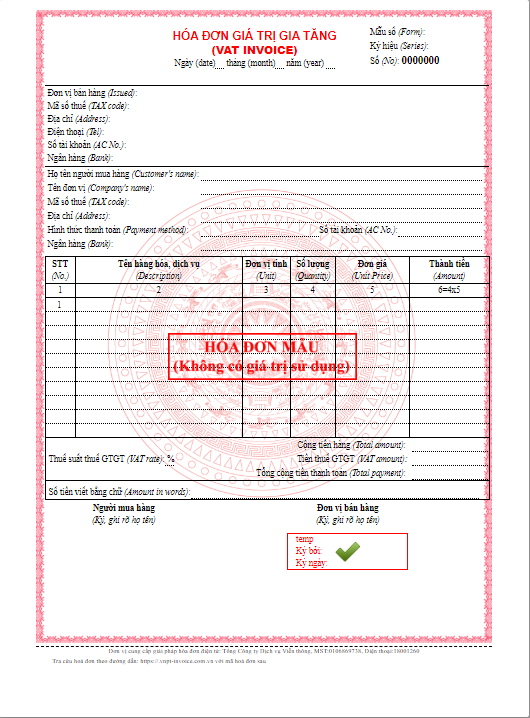 HÓA ĐƠN GIÁ TRỊ GIA TĂNG
(VAT INVOICE)
Ngày (date) tháng (month) năm (year)
Mẫu số (Form):
Ký hiệu (Series):
Số (No): 0000000
Đơn vị bán hàng (Issued):
Mã số thuế (TAX code):
Địa chỉ (Address):
Điện thoại (Tel):
Số tài khoản (AC No.):
Ngân hàng (Bank):
Họ tên người mua hàng (Customer's name):
Tên đơn vị (Company's name):
Mã số thuế (TAX code):
Địa chỉ (Address):
Hình thức thanh toán (Payment method): Số tài khoản (AC No.):
Ngân hàng (Bank):
STT Tên hàng hóa, dịch vụ Đơn vị tính Số lượng Đơn giá Thành tiền
(No.) (Description) (Unit) (Quantity) (Unit Price) (Amount)
1 2 3 4 5 6=4x5
1
HÓA ĐƠN MẪU
(Không có giá trị sử dụng)
Cộng tiền hàng (Total amount):
Thuế suất thuế GTGT (VAT rate): % Tiền thuế GTGT (VAT amount):
Tổng cộng tiền thanh toán (Total payment):
Số tiền viết bằng chữ (Amount in words):
Người mua hàng Đơn vị bán hàng
(Ký, ghi rõ họ tên) (Ký, ghi rõ họ tên)
temp
Ký bởi:
Ký ngày:
Đơn vị cung cấp giải pháp hóa đơn điện tử: Tổng Công ty Dịch vụ Viễn thông, MST:0106869738, Điện thoại:18001260
Tra cứu hóa đơn theo đường dẫn: https://vnpt-invoice.com.vn với mã hoá đơn sau